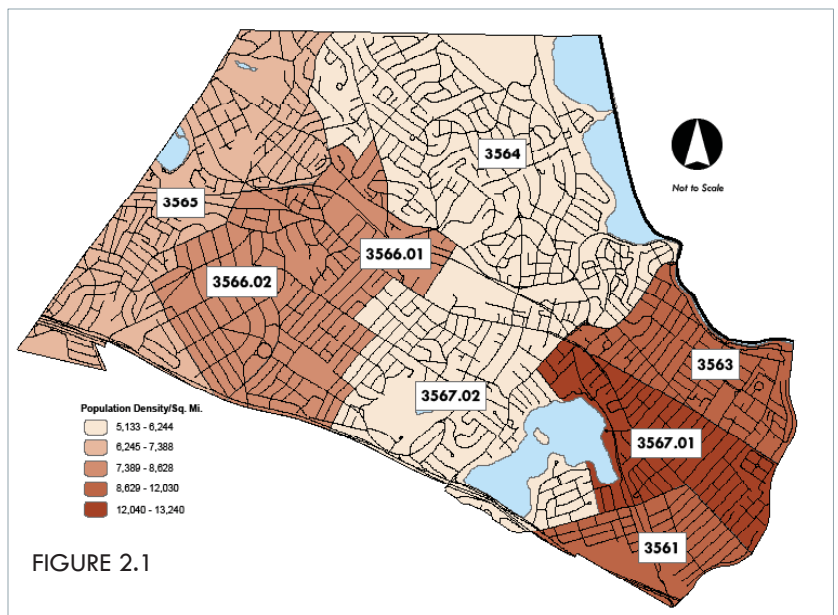 3564
Not to Scale
3565
3566.01
3566.02
3563
3567.02
Population Density/Sq. Mi.
5,133 - 6,244
6,245 - 7,388
7,389 - 8,628
8,629 - 12,030
12,040 - 13,240
3567.01
3561
FIGURE 2.1